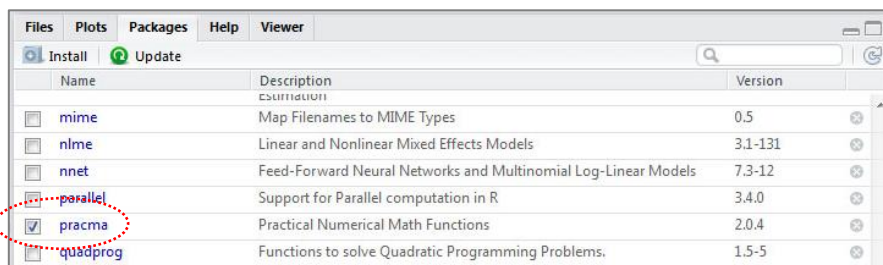 Files Plots Packages Help Viewer
Install Update
Name Description Version
Estimation
mime Map Filenames to MIME Types 0.5
nlme Linear and Nonlinear Mixed Effects Models 3.1-131
nnet Feed-Forward Neural Networks and Multinomial Log-Linear Models 7.3-12
parallel Support for Parallel computation in R 3.4.0
pracma Practical Numerical Math Functions 2.0.4
quadprog Functions to solve Quadratic Programming Problems. 1.5-5